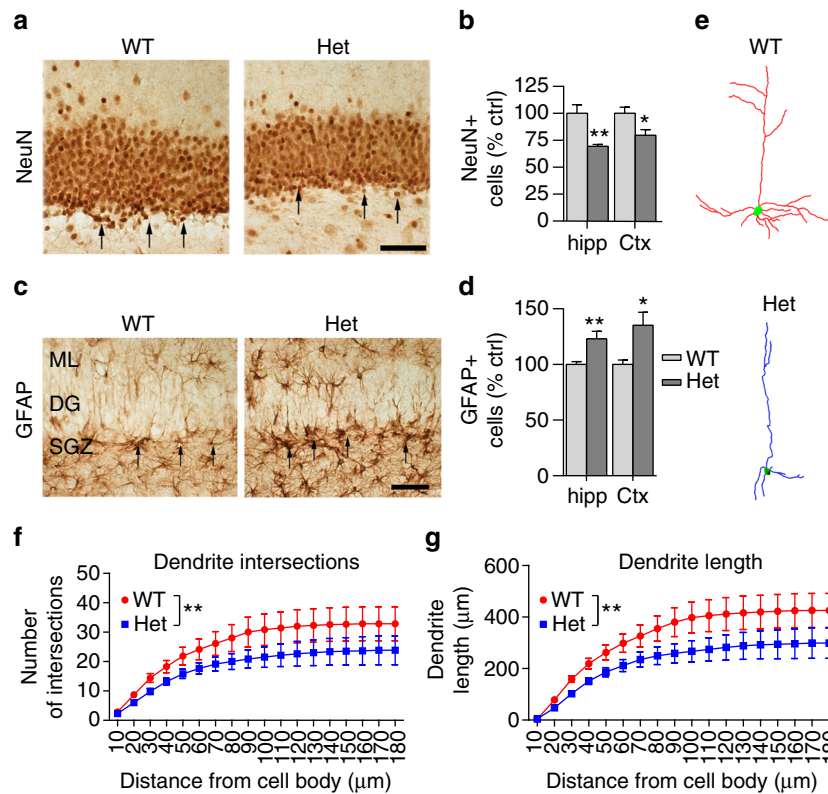 a
WT
Het
NeuN
b
NeuN+
cells (% ctrl)
125
100
75
50
25
0
**
*
hipp
Ctx
e
WT
Het
c
WT
Het
GFAP
ML
DG
SGZ
d
GFAP+
cells (% ctrl)
150
100
50
0
**
*
hipp
Ctx
WT
Het
f
Dendrite intersections
Number
of intersections
50
40
30
20
10
0
WT
Het
**
10 20 30 40 50 60 70 80 90 100 110 120 130 140 150 160 170 180
Distance from cell body (μm)
g
Dendrite length
Dendrite
length (μm)
600
400
200
0
WT
Het
**
10 20 30 40 50 60 70 80 90 100 110 120 130 140 150 160 170 180
Distance from cell body (μm)